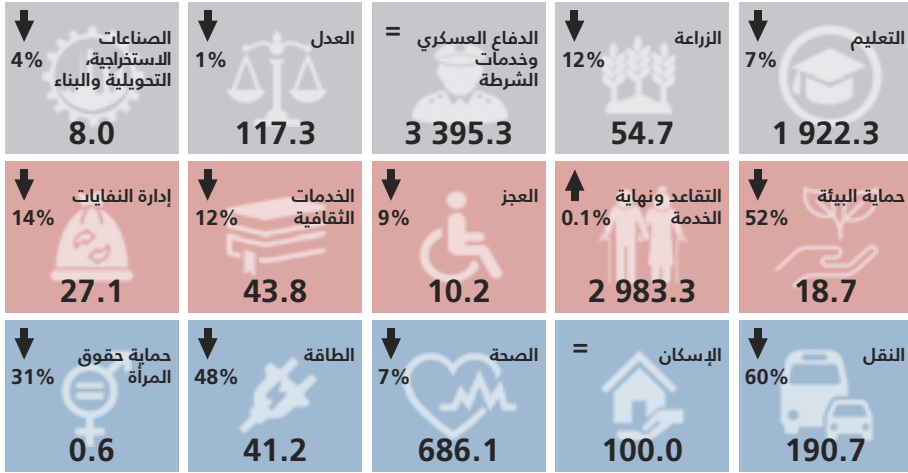 التعليم
7%
1 922.3
الزراعة
12%
54.7
الدفاع العسكري
وخدمات
الشرطة
=
3 395.3
العدل
1%
117.3
الصناعات
الاستخراجية،
التحويلية والبناء
4%
8.0
حماية البيئة
52%
18.7
التقاعد ونهاية
الخدمة
0.1%
2 983.3
العجز
9%
10.2
الخدمات
الثقافية
12%
43.8
إدارة النفايات
14%
27.1
النقل
60%
190.7
الإسكان
=
100.0
الصحة
7%
686.1
الطاقة
48%
41.2
حماية حقوق
المرأة
31%
0.6